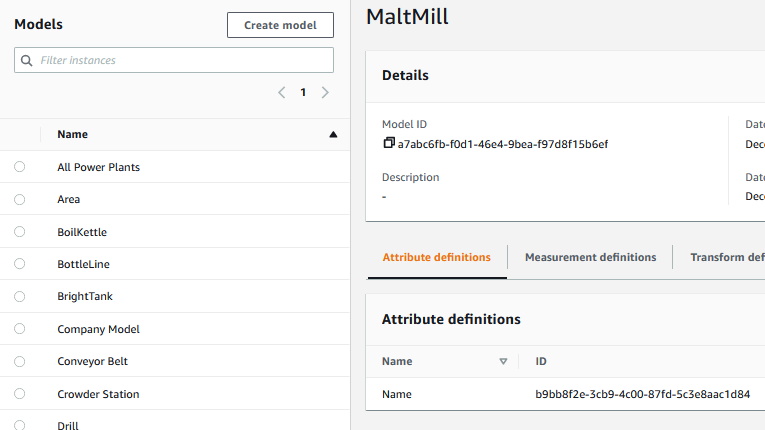 Models
Create model
Filter instances
1
Name
All Power Plants
Area
BoilKettle
BottleLine
BrightTank
Company Model
Conveyor Belt
Crowder Station
Drill
MaltMill
Details
Model ID
a7abc6fb-f0d1-46e4-9bea-f97d8f15b6ef
Description
-
Date
Dece
Date
Dece
Attribute definitions
Measurement definitions
Transform def
Attribute definitions
Name
ID
Name
b9bb8f2e-3cb9-4c00-87fd-5c3e8aac1d84